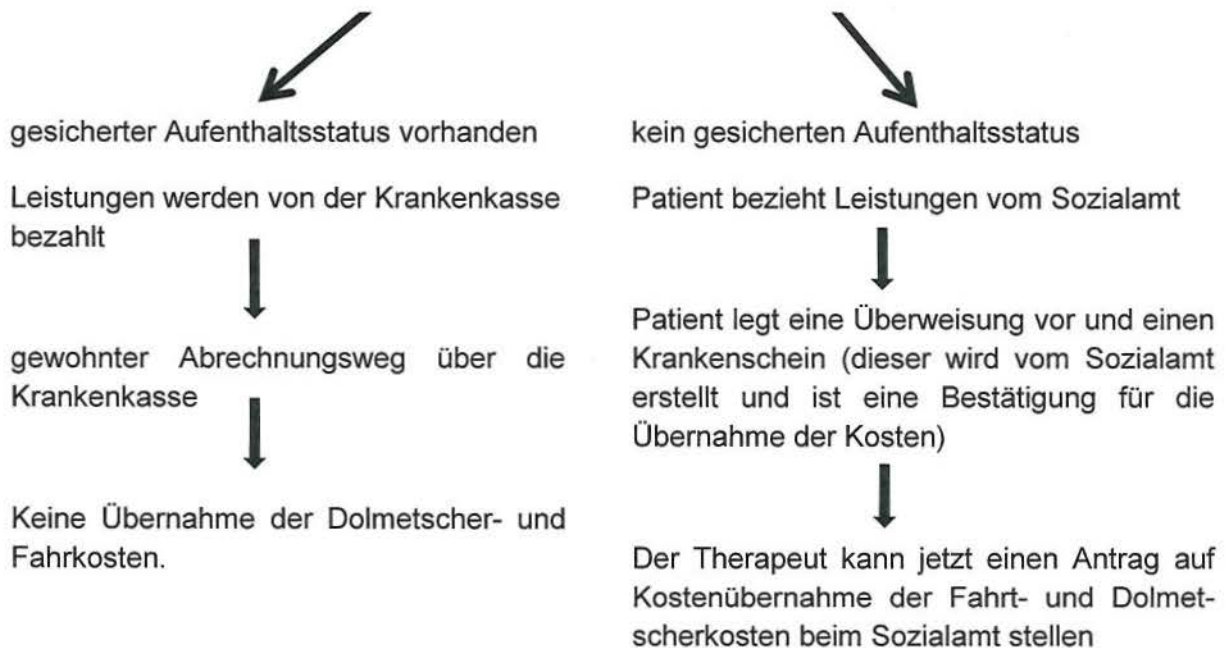 gesicherter Aufenthaltsstatus vorhanden
Leistungen werden von der Krankenkasse
bezahlt
gewohnter Abrechnungsweg über die
Krankenkasse
Keine Übernahme der Dolmetscher- und
Fahrkosten.
kein gesicherten Aufenthaltsstatus
Patient bezieht Leistungen vom Sozialamt
Patient legt eine Überweisung vor und einen
Krankenschein (dieser wird vom Sozialamt
erstellt und ist eine Bestätigung für die
Übernahme der Kosten)
Der Therapeut kann jetzt einen Antrag auf
Kostenübernahme der Fahrt- und Dolmet-
scherkosten beim Sozialamt stellen